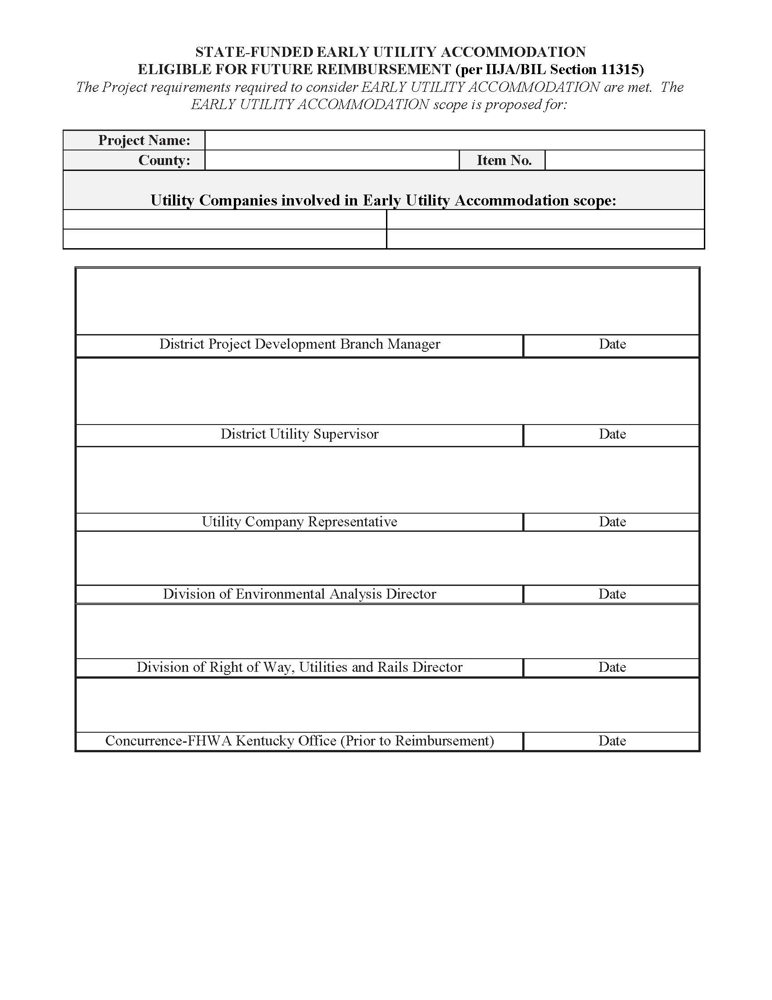 STATE-FUNDED EARLY UTILITY ACCOMMODATION
ELIGIBLE FOR FUTURE REIMBURSEMENT (per IIJA/BIL Section 11315)
The Project requirements required to consider EARLY UTILITY ACCOMMODATION are met. The
EARLY UTILITY ACCOMMODATION scope is proposed for:
Project Name:
County: Item No.
Utility Companies involved in Early Utility Accommodation scope:
District Project Development Branch Manager Date
District Utility Supervisor Date
Utility Company Representative Date
Division of Environmental Analysis Director Date
Division of Right of Way, Utilities and Rails Director Date
Concurrence-FHWA Kentucky Office (Prior to Reimbursement) Date